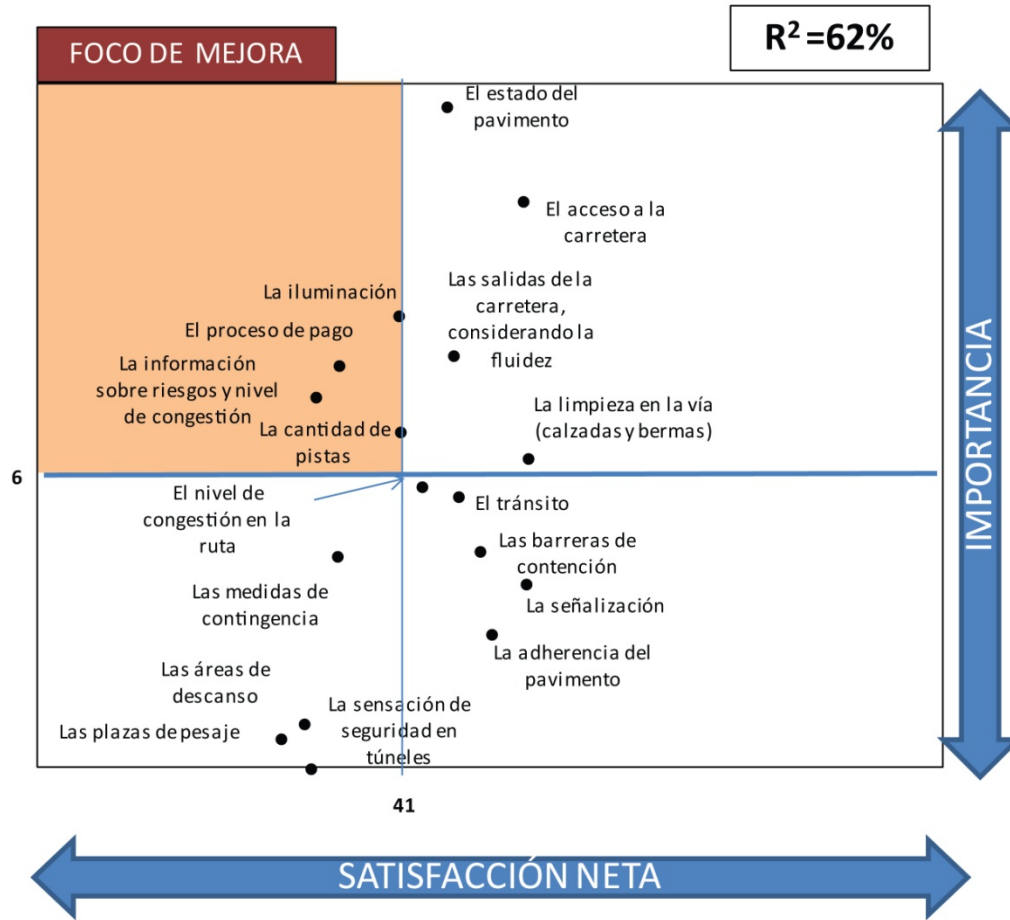 FOCO DE MEJORA
R² =62%
El estado del
pavimento
El acceso a la
carretera
La iluminación
Las salidas de la
carretera,
considerando la
fluidez
El proceso de pago
La información
sobre riesgos y nivel
de congestión
La cantidad de
pistas
La limpieza en la vía
(calzadas y bermas)
6
El nivel de
congestión en la
ruta
El tránsito
Las barreras de
contención
Las medidas de
contingencia
La señalización
La adherencia del
pavimento
Las áreas de
descanso
La sensación de
seguridad en
túneles
Las plazas de pesaje
41
IMPORTANCIA
SATISFACCIÓN NETA